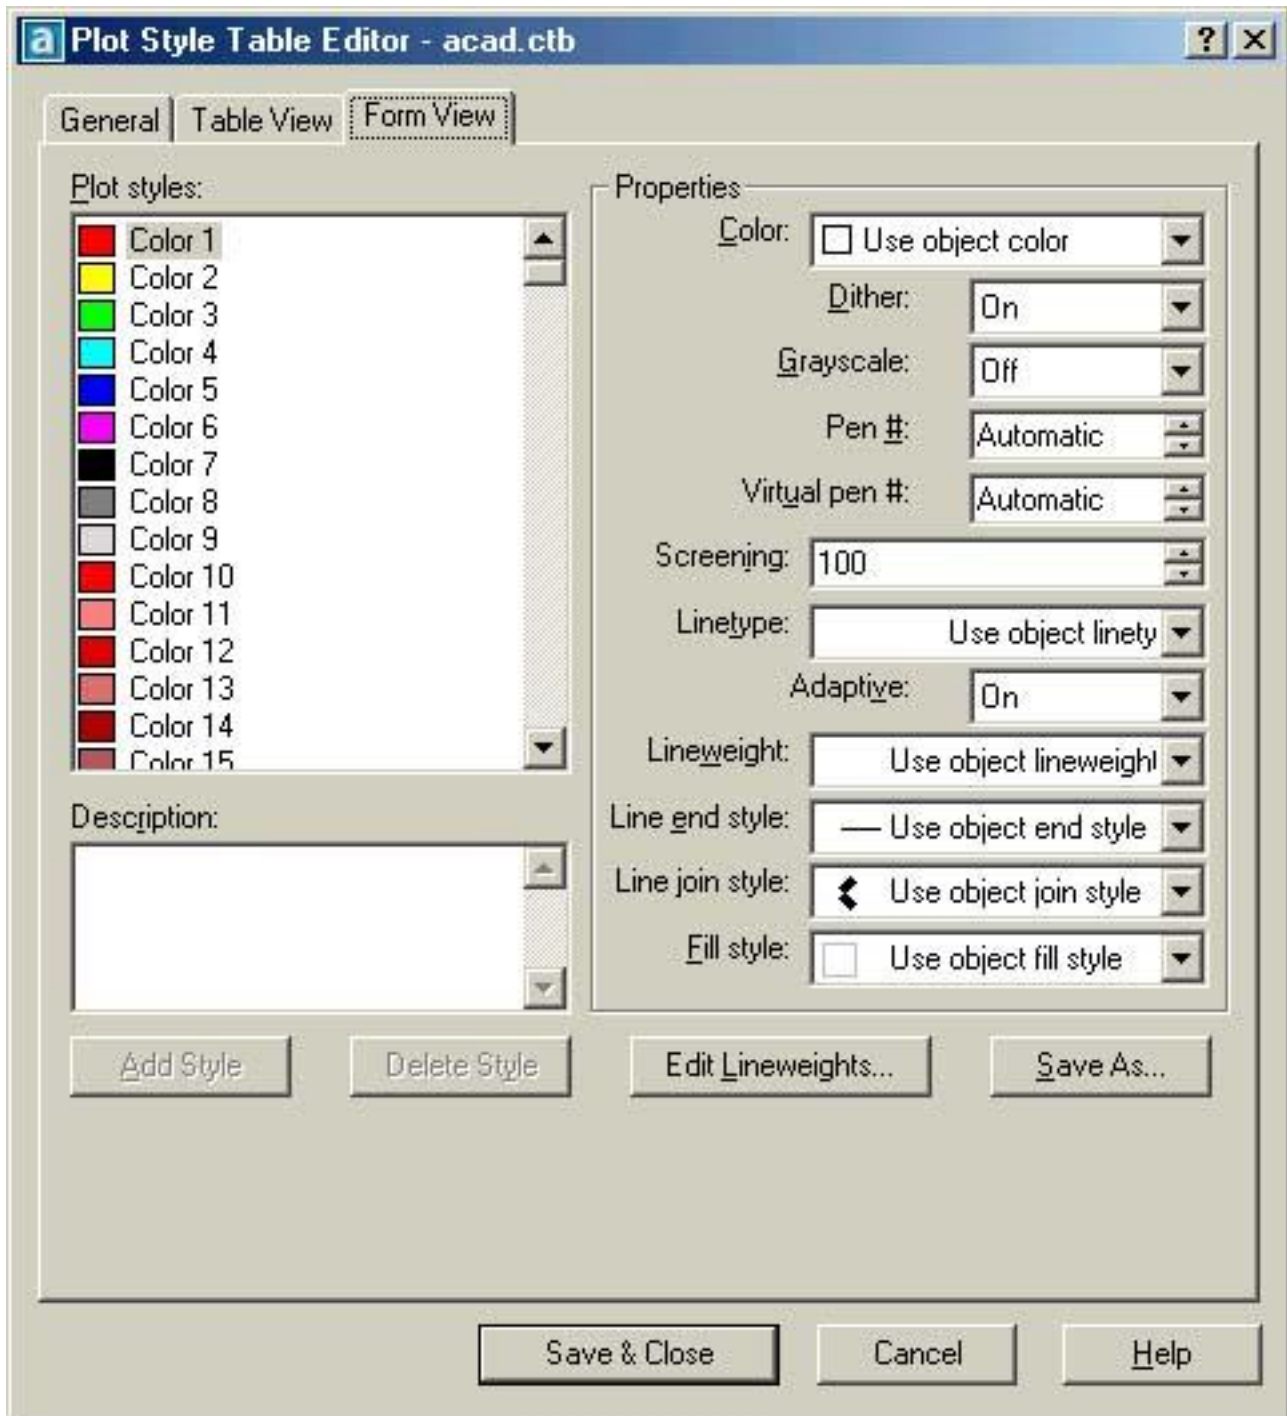 a Plot Style Table Editor - acad.ctb ? X
General Table View Form View
Plot styles:
Color 1
Color 2
Color 3
Color 4
Color 5
Color 6
Color 7
Color 8
Color 9
Color 10
Color 11
Color 12
Color 13
Color 14
Color 15
Description:
Add Style Delete Style
Properties
Color: Use object color
Dither: On
Grayscale: Off
Pen #: Automatic
Virtual pen #: Automatic
Screening: 100
Linetype: Use object linety
Adaptive: On
Lineweight: Use object lineweight
Line end style: Use object end style
Line join style: Use object join style
Fill style: Use object fill style
Edit Lineweights... Save As...
Save & Close Cancel Help